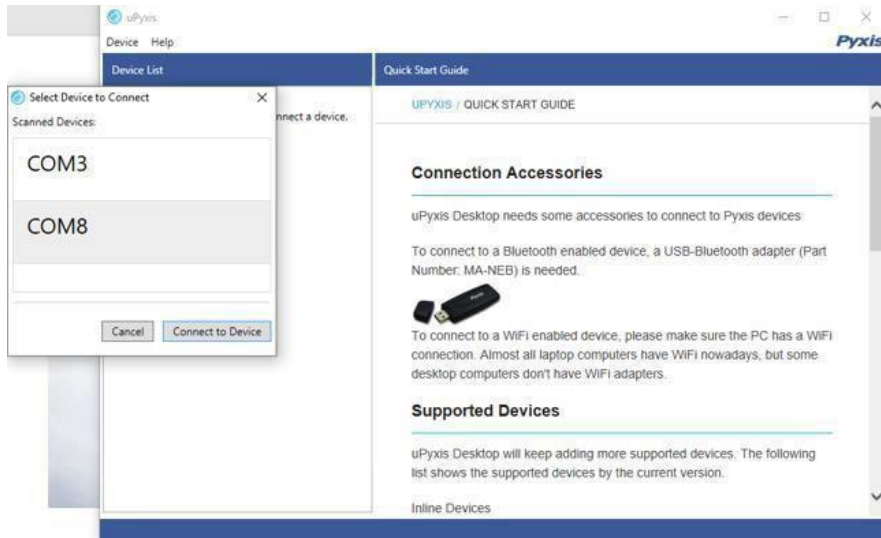 uPyxis
Device Help
Pyxis
Device List
Quick Start Guide
Select Device to Connect
Scanned Devices:
COM3
COM8
Cancel
Connect to Device
nnect a device.
UPYXIS / QUICK START GUIDE
Connection Accessories
uPyxis Desktop needs some accessories to connect to Pyxis devices
To connect to a Bluetooth enabled device, a USB-Bluetooth adapter (Part
Number: MA-NEB) is needed.
To connect to a WiFi enabled device, please make sure the PC has a WiFi
connection. Almost all laptop computers have WiFi nowadays, but some
desktop computers don't have WiFi adapters.
Supported Devices
uPyxis Desktop will keep adding more supported devices. The following
list shows the supported devices by the current version.
Inline Devices